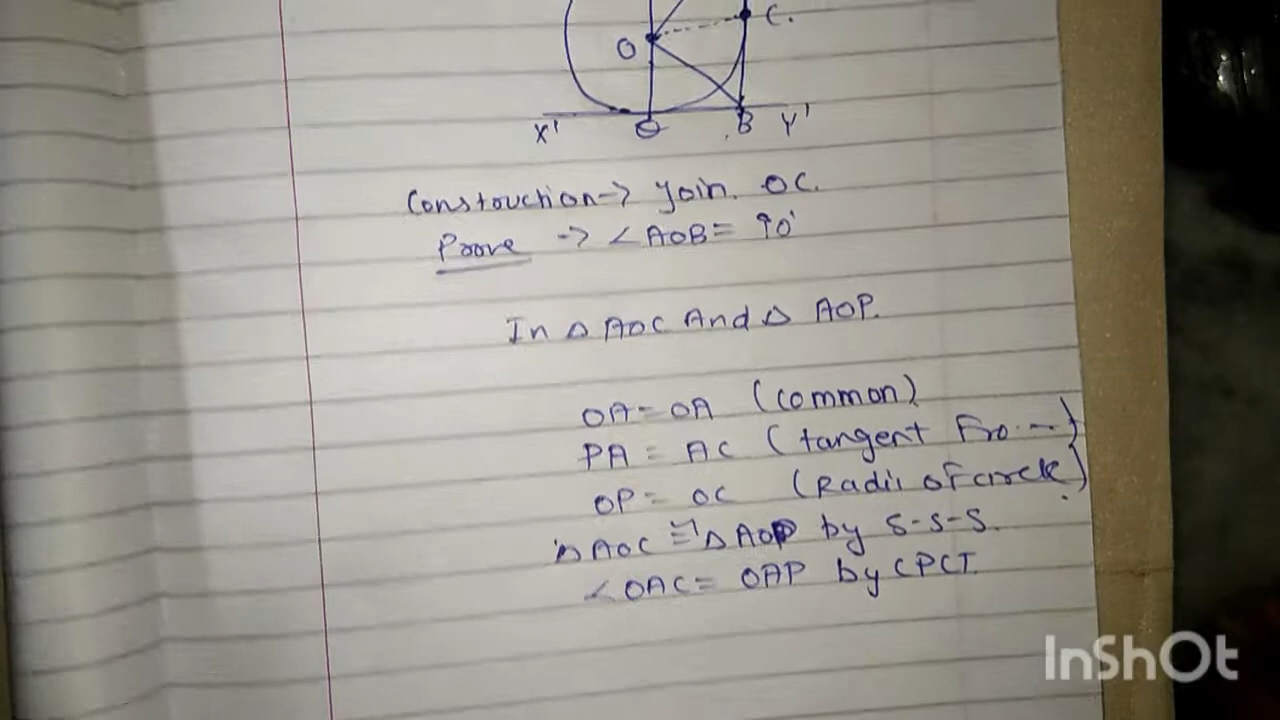 C.
O
X' Q B Y'
Construction → Join. OC.
Prove → ∠AOB = 90°
In △ AOC And △ AOP.
OA = OA (Common)
PA = AC (tangent Fro...)
OP = OC (Radii of circle)
△AOC ≅ △AOP by S-S-S.
∠OAC = OAP by CPCT
InShOt